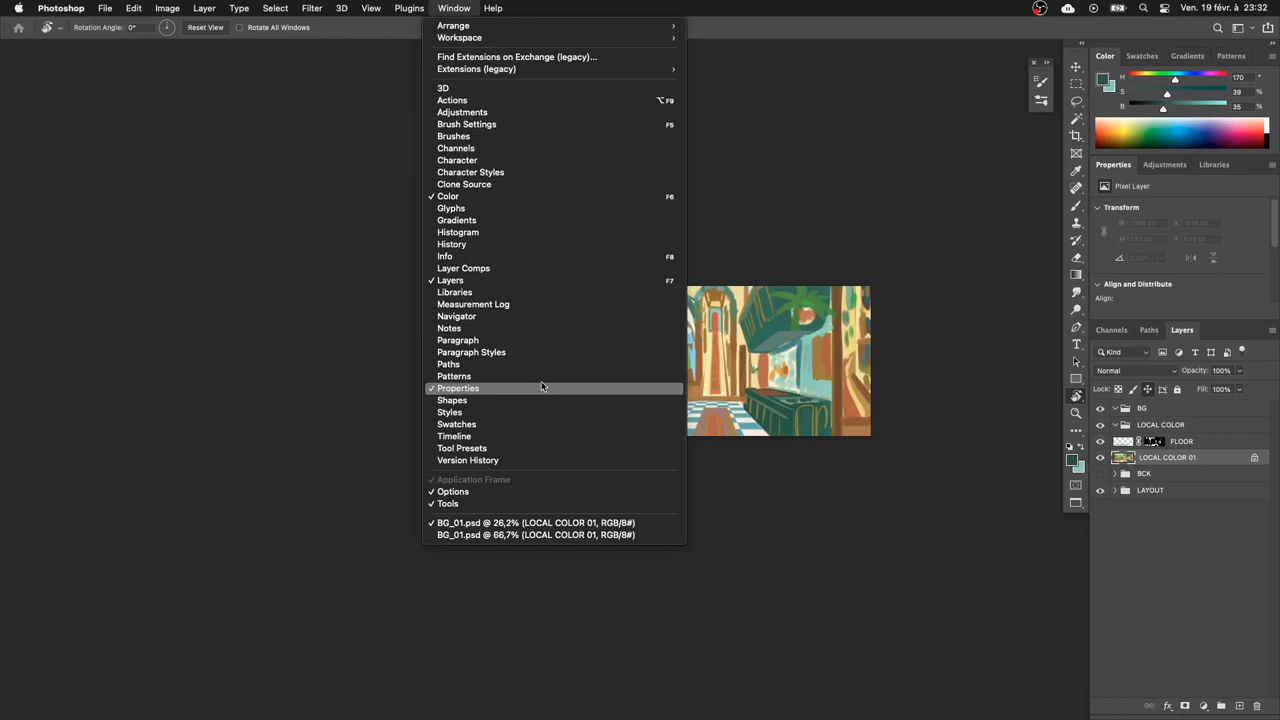 Photoshop File Edit Image Layer Type Select Filter 3D View Plugins Window Help Ven. 19 févr. à 23:32
Rotation Angle: 0° Reset View Rotate All Windows
Arrange
Workspace
Find Extensions on Exchange (legacy)...
Extensions (legacy)
3D
Actions ⌥F9
Adjustments
Brush Settings F5
Brushes
Channels
Character
Character Styles
Clone Source
✓ Color F6
Glyphs
Gradients
Histogram
History
Info F8
Layer Comps
✓ Layers F7
Libraries
Measurement Log
Navigator
Notes
Paragraph
Paragraph Styles
Paths
Patterns
✓ Properties
Shapes
Styles
Swatches
Timeline
Tool Presets
Version History
✓ Application Frame
✓ Options
✓ Tools
✓ BG_01.psd @ 26,2% (LOCAL COLOR 01, RGB/8#)
BG_01.psd @ 66,7% (LOCAL COLOR 01, RGB/8#)
Color Swatches Gradients Patterns
H 170 °
S 39 %
B 35 %
Properties Adjustments Libraries
Pixel Layer
Transform
W X
H Y
Align and Distribute
Align:
Channels Paths Layers
Kind
Normal Opacity: 100%
Lock: Fill: 100%
BG
LOCAL COLOR
FLOOR
LOCAL COLOR 01
BCK
LAYOUT
fx